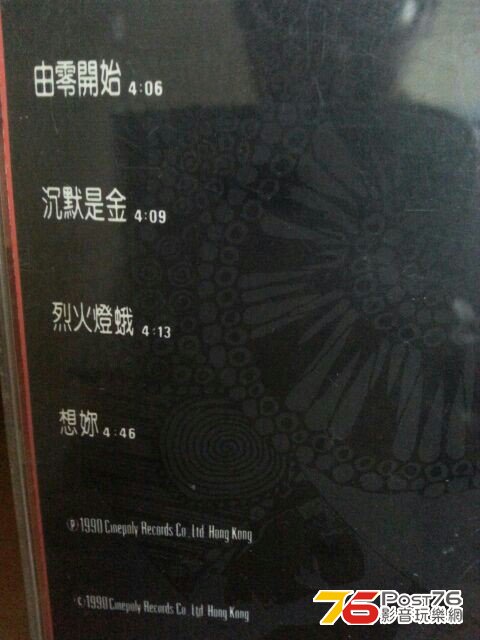 由零開始 4:06
沉默是金 4:09
烈火燈蛾 4:13
想妳 4:46
℗ 1990 Cinepoly Records Co., Ltd. Hong Kong
© 1990 Cinepoly Records Co., Ltd. Hong Kong
76 Post76
影音玩樂網